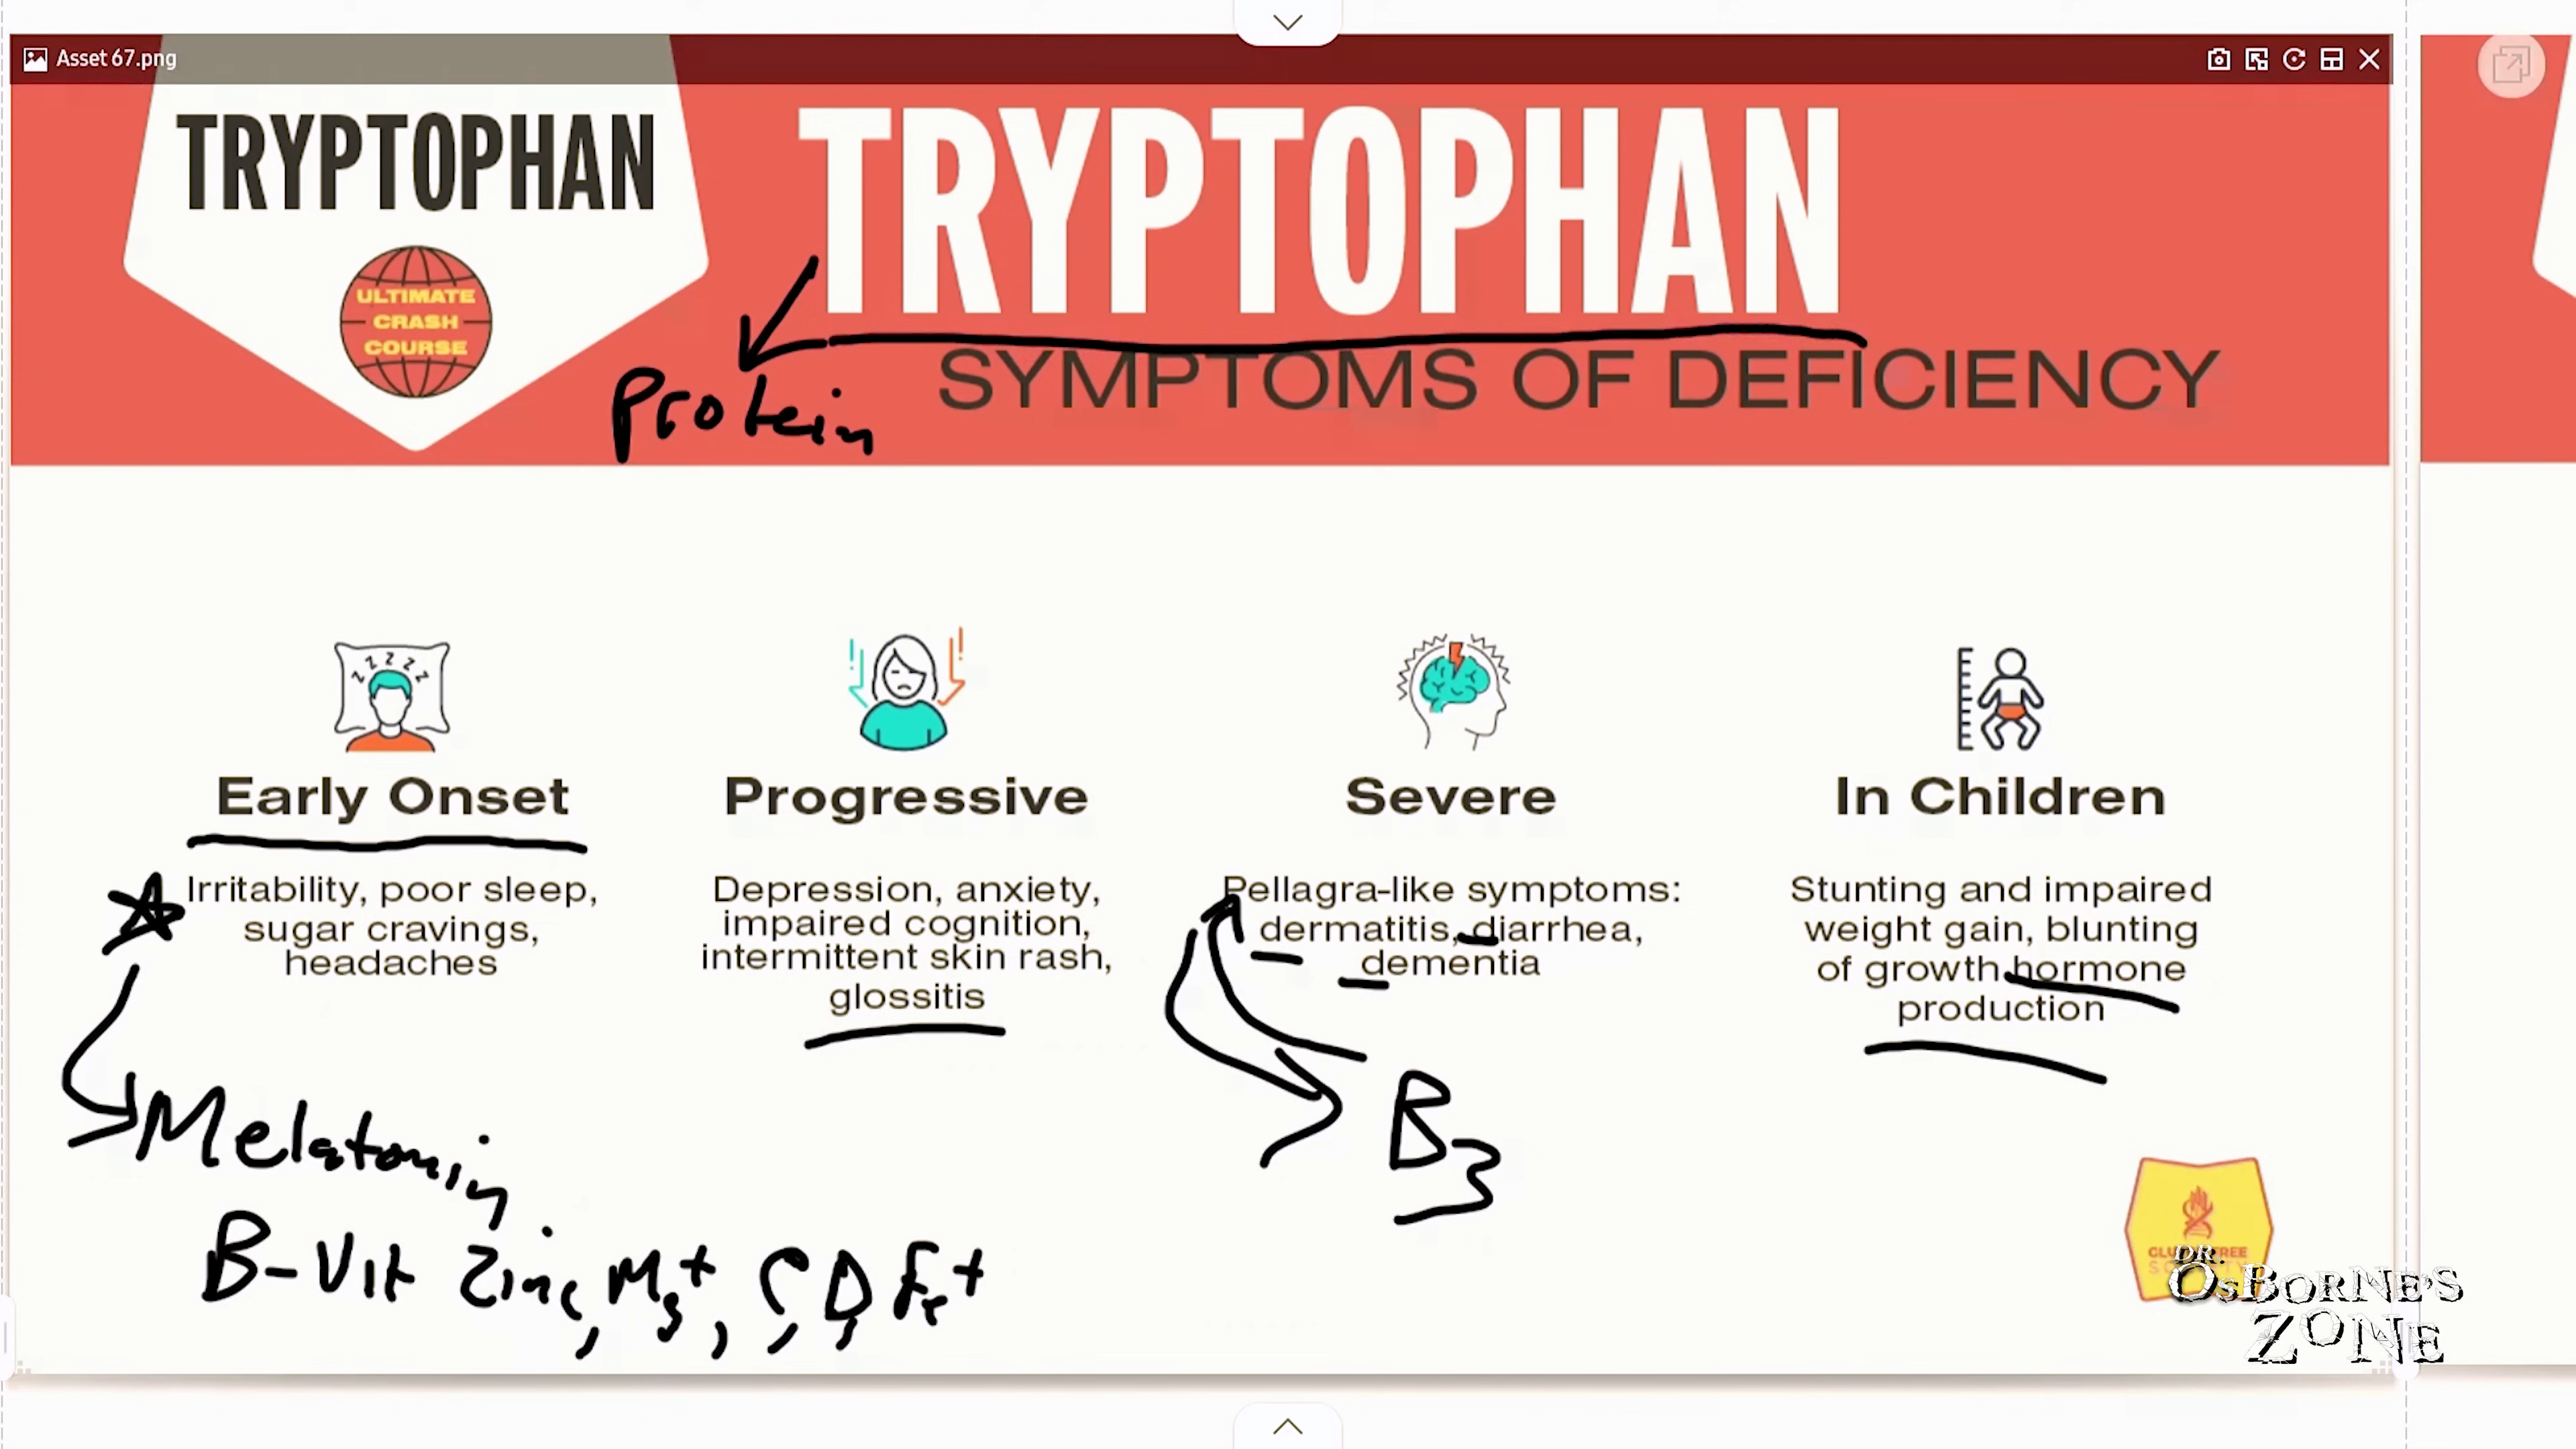 Asset 67.png
TRYPTOPHAN
ULTIMATE
CRASH
COURSE
TRYPTOPHAN
SYMPTOMS OF DEFICIENCY
Protein
Early Onset
Irritability, poor sleep,
sugar cravings,
headaches
Progressive
Depression, anxiety,
impaired cognition,
intermittent skin rash,
glossitis
Severe
Pellagra-like symptoms:
dermatitis, diarrhea,
dementia
In Children
Stunting and impaired
weight gain, blunting
of growth hormone
production
Melatonin
B-Vit Zinc, Mg+, C, D, Fe+
B3
DR.
OSBORNE'S
ZONE